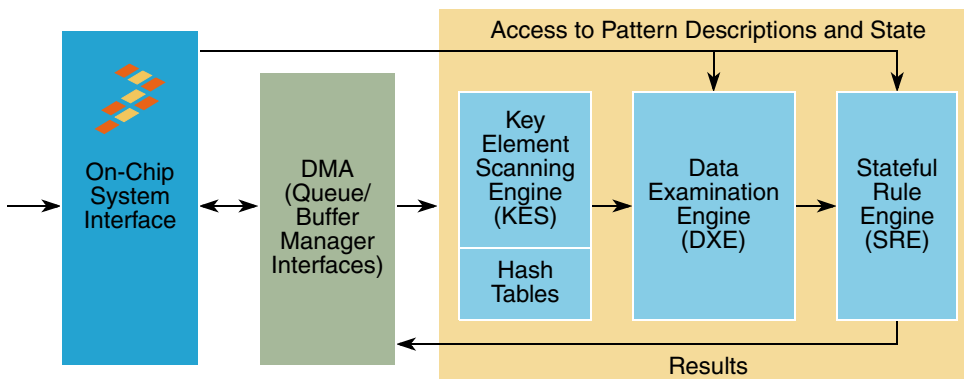 Access to Pattern Descriptions and State
On-Chip
System
Interface
DMA
(Queue/
Buffer
Manager
Interfaces)
Key
Element
Scanning
Engine
(KES)
Hash
Tables
Data
Examination
Engine
(DXE)
Stateful
Rule
Engine
(SRE)
Results